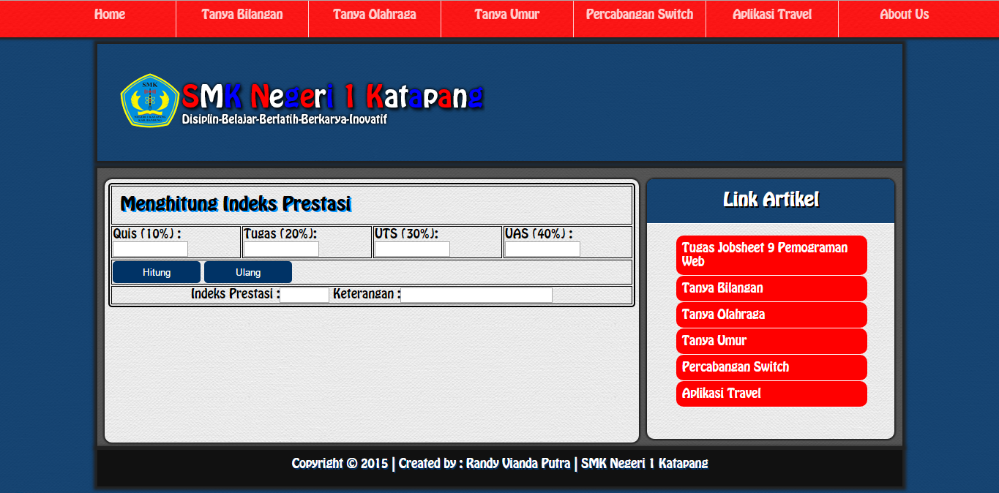 Home Tanya Bilangan Tanya Olahraga Tanya Umur Percabangan Switch Aplikasi Travel About Us
SMK
SMK Negeri 1 Katapang
Disiplin-Belajar-Berlatih-Berkarya-Inovatif
Menghitung Indeks Prestasi
Quis (10%) : Tugas (20%): UTS (30%): UAS (40%) :
Hitung Ulang
Indeks Prestasi : Keterangan :
Link Artikel
Tugas Jobsheet 9 Pemograman
Web
Tanya Bilangan
Tanya Olahraga
Tanya Umur
Percabangan Switch
Aplikasi Travel
Copyright © 2015 | Created by : Randy Vianda Putra | SMK Negeri 1 Katapang